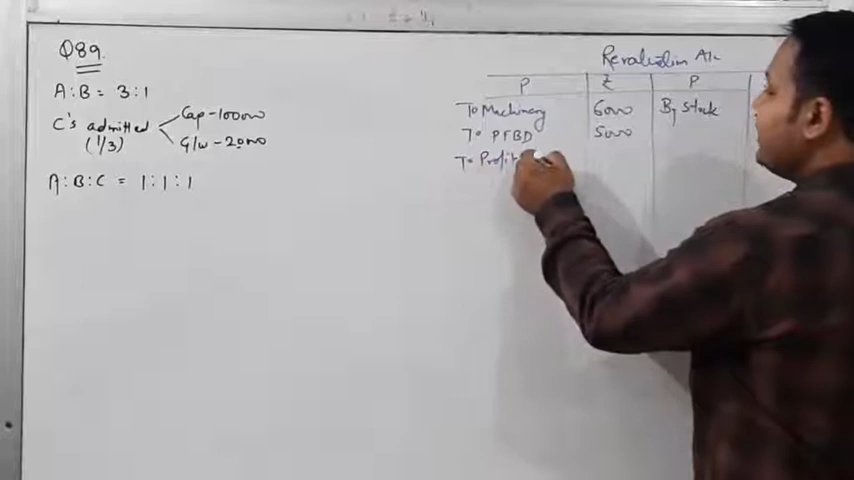 Q89.
A:B = 3:1
C's admitted (1/3)
Cap-100000
G/w - 20000
A:B:C = 1:1:1
Revaluation A/c
P ₹ P
To Machinery 6000 By Stock
To PFBD 5000
To Profit